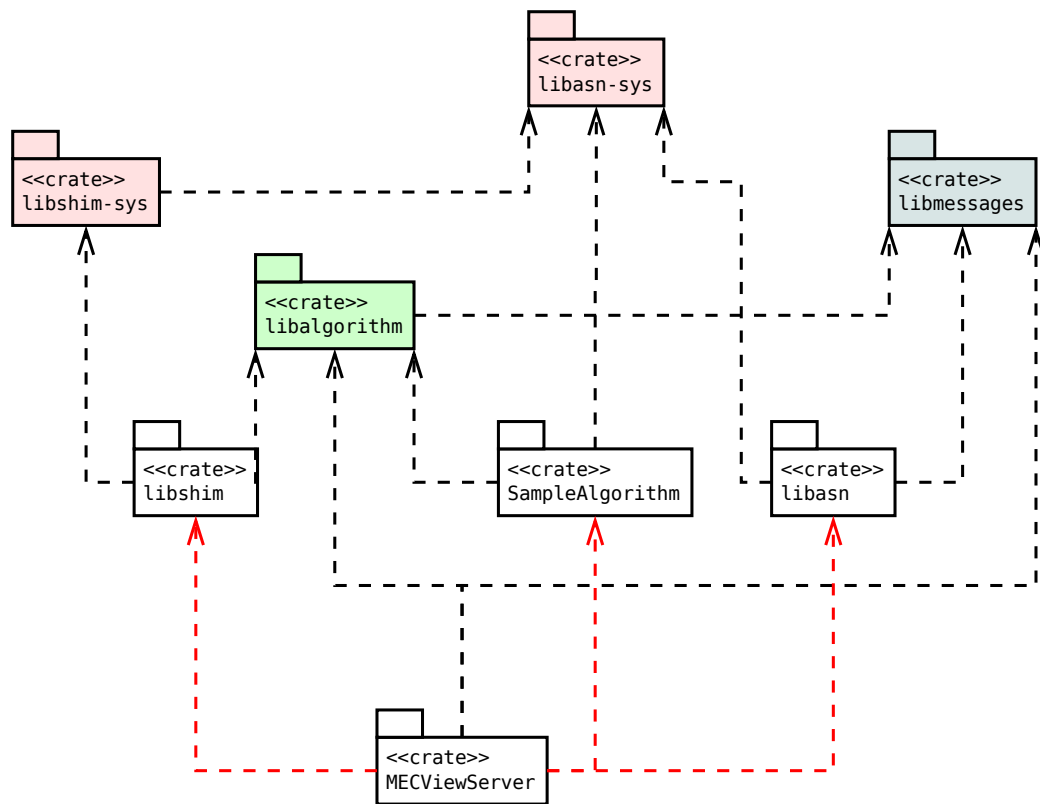 <<crate>>
libasn-sys
<<crate>>
libshim-sys
<<crate>>
libmessages
<<crate>>
libalgorithm
<<crate>>
libshim
<<crate>>
SampleAlgorithm
<<crate>>
libasn
<<crate>>
MECViewServer